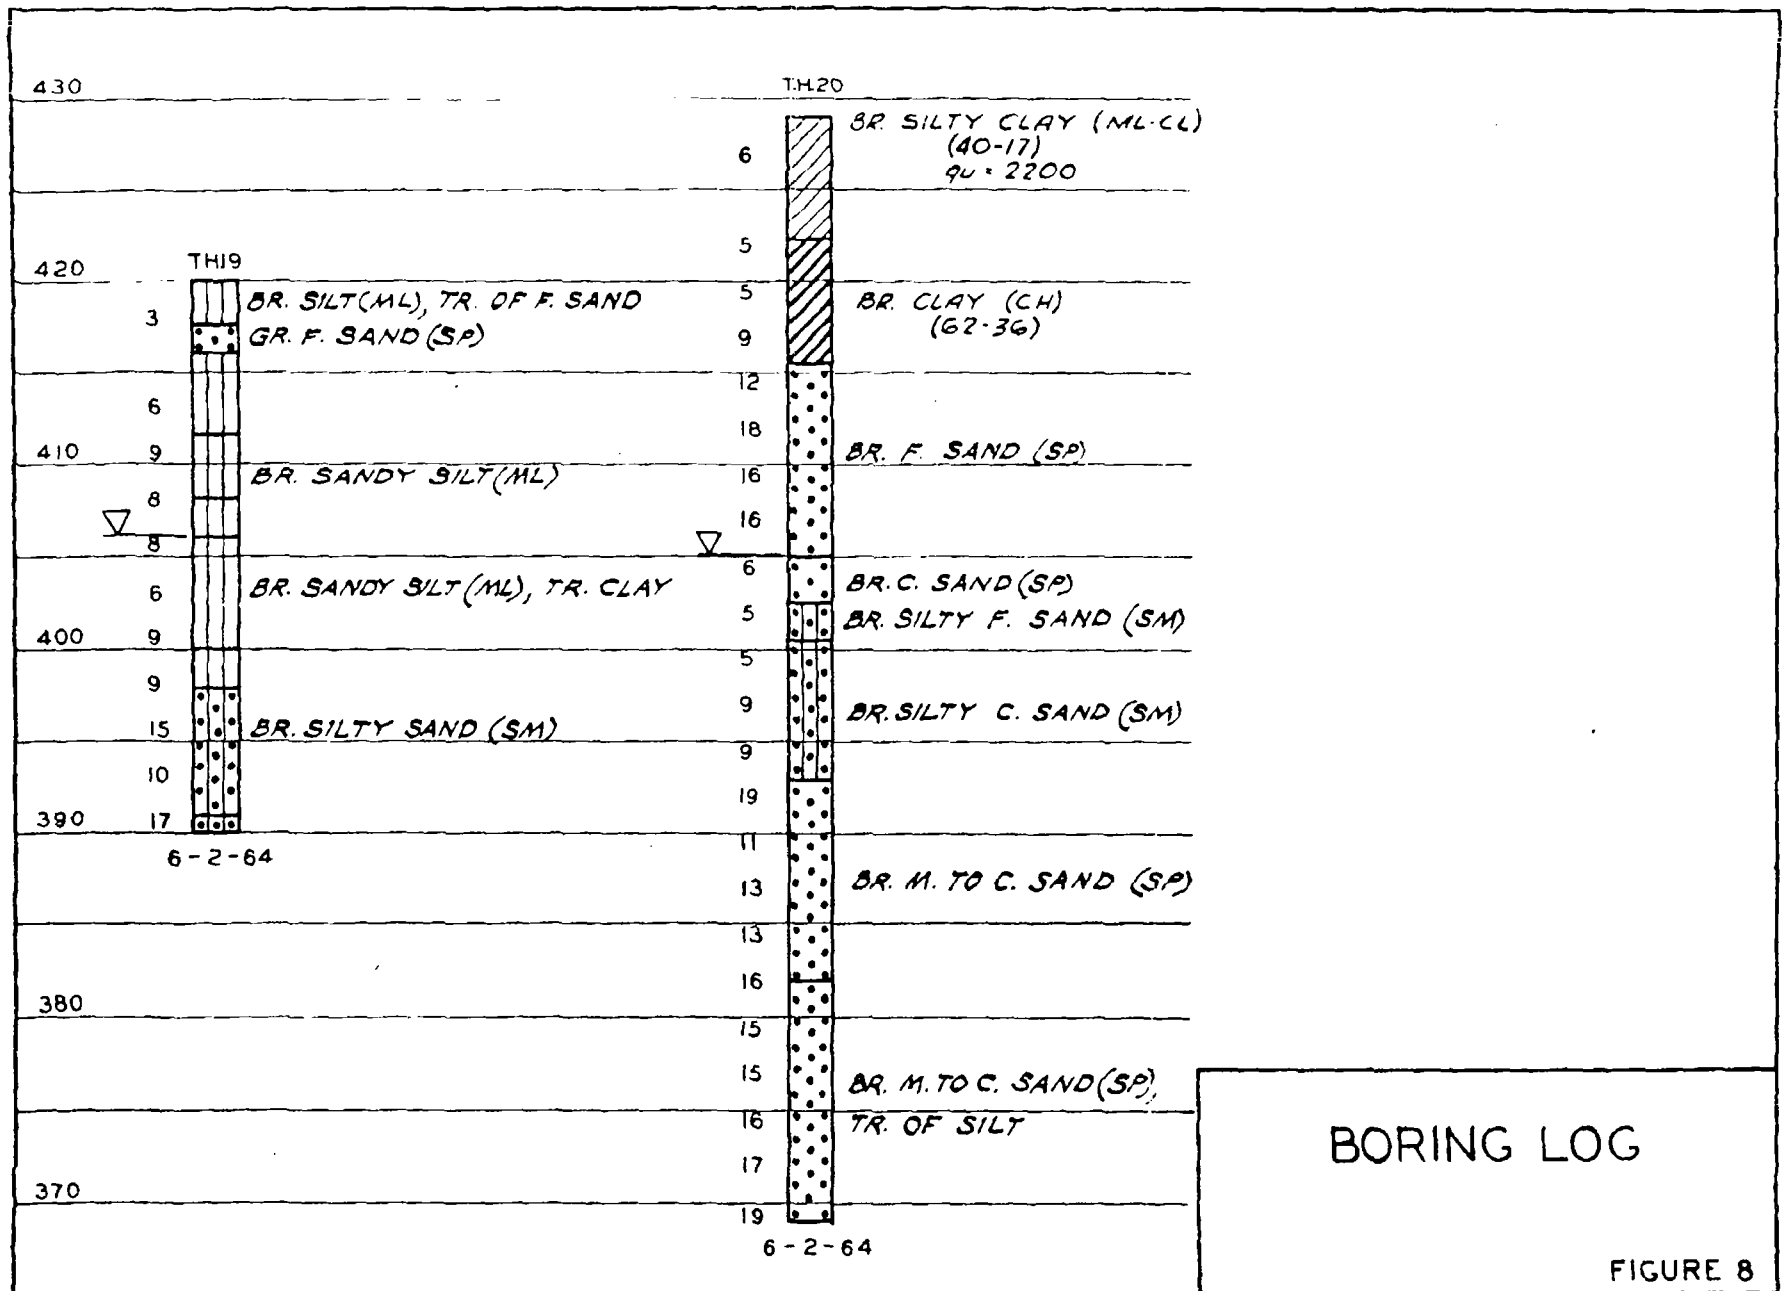 430
420
410
400
390
380
370
TH19
3
6
9
8
8
6
9
9
15
10
17
BR. SILT (ML), TR. OF F. SAND
GR. F. SAND (SP)
BR. SANDY SILT (ML)
BR. SANDY SILT (ML), TR. CLAY
BR. SILTY SAND (SM)
6-2-64
T.H.20
6
5
5
9
12
18
16
16
6
5
5
9
9
19
11
13
13
16
15
15
16
17
19
BR. SILTY CLAY (ML-CL)
(40-17)
qu = 2200
BR. CLAY (CH)
(62-36)
BR. F. SAND (SP)
BR. C. SAND (SP)
BR. SILTY F. SAND (SM)
BR. SILTY C. SAND (SM)
BR. M. TO C. SAND (SP)
BR. M. TO C. SAND (SP),
TR. OF SILT
6-2-64
BORING LOG
FIGURE 8